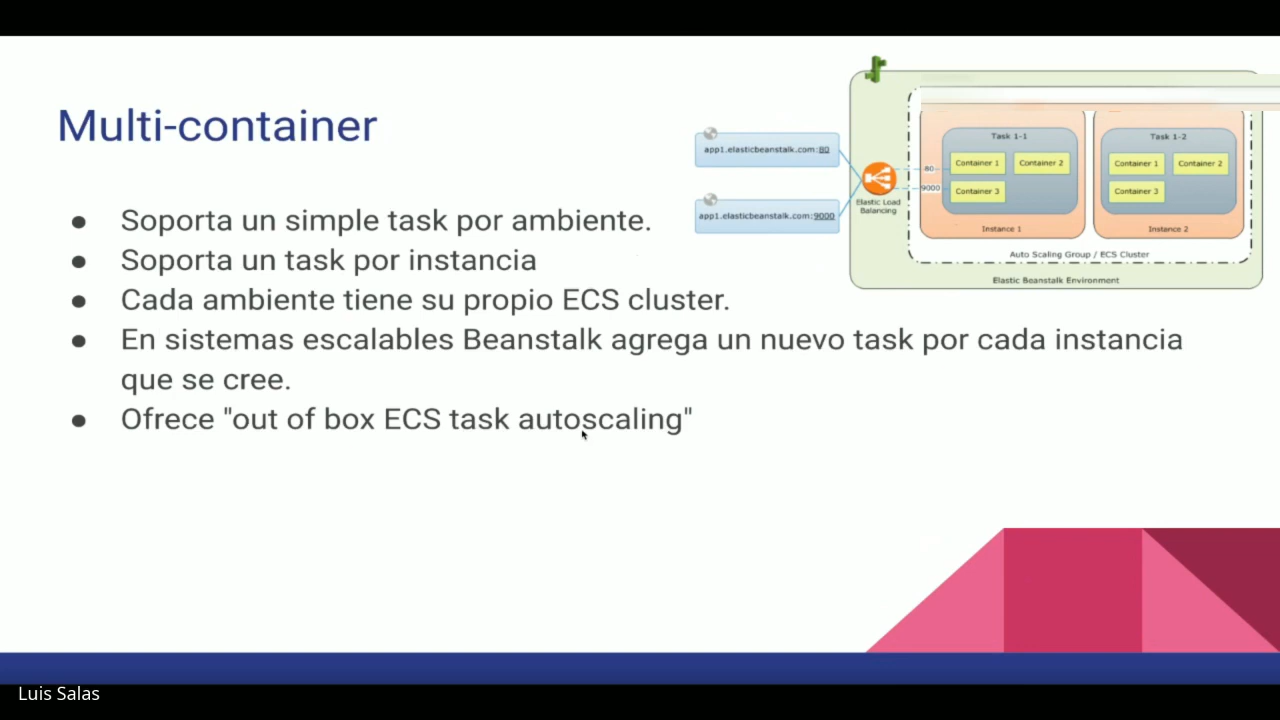 Multi-container
● Soporta un simple task por ambiente.
● Soporta un task por instancia
● Cada ambiente tiene su propio ECS cluster.
● En sistemas escalables Beanstalk agrega un nuevo task por cada instancia
que se cree.
● Ofrece "out of box ECS task autoscaling"
app1.elasticbeanstalk.com:80
app1.elasticbeanstalk.com:9000
Elastic Load
Balancing
80
9000
Task 1-1
Container 1
Container 2
Container 3
Instance 1
Task 1-2
Container 1
Container 2
Container 3
Instance 2
Auto Scaling Group / ECS Cluster
Elastic Beanstalk Environment
Luis Salas